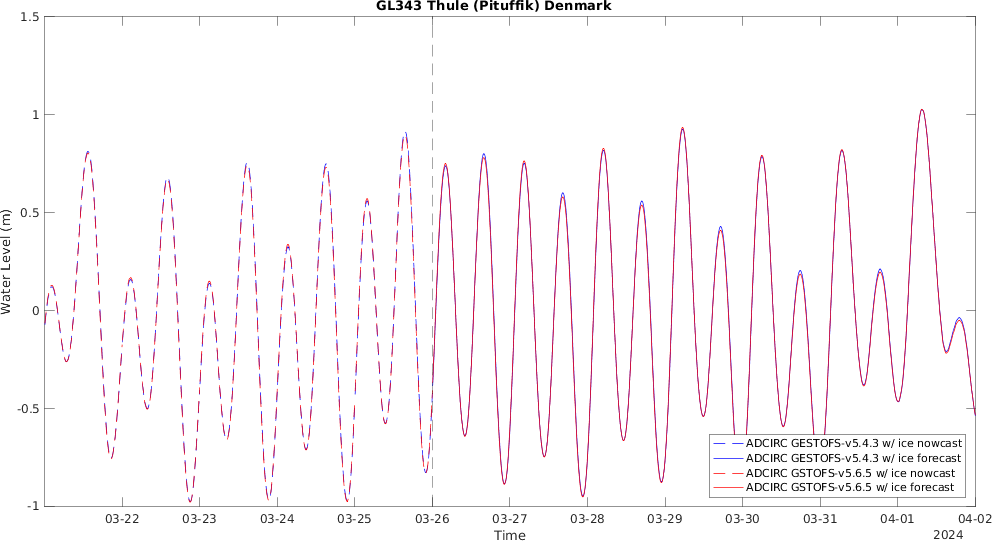 GL343 Thule (Pituffik) Denmark
1.5
1
0.5
0
-0.5
-1
Water Level (m)
ADCIRC GESTOFS-v5.4.3 w/ ice nowcast
ADCIRC GESTOFS-v5.4.3 w/ ice forecast
ADCIRC GSTOFS-v5.6.5 w/ ice nowcast
ADCIRC GSTOFS-v5.6.5 w/ ice forecast
03-22 03-23 03-24 03-25 03-26 03-27 03-28 03-29 03-30 03-31 04-01 04-02
Time
2024